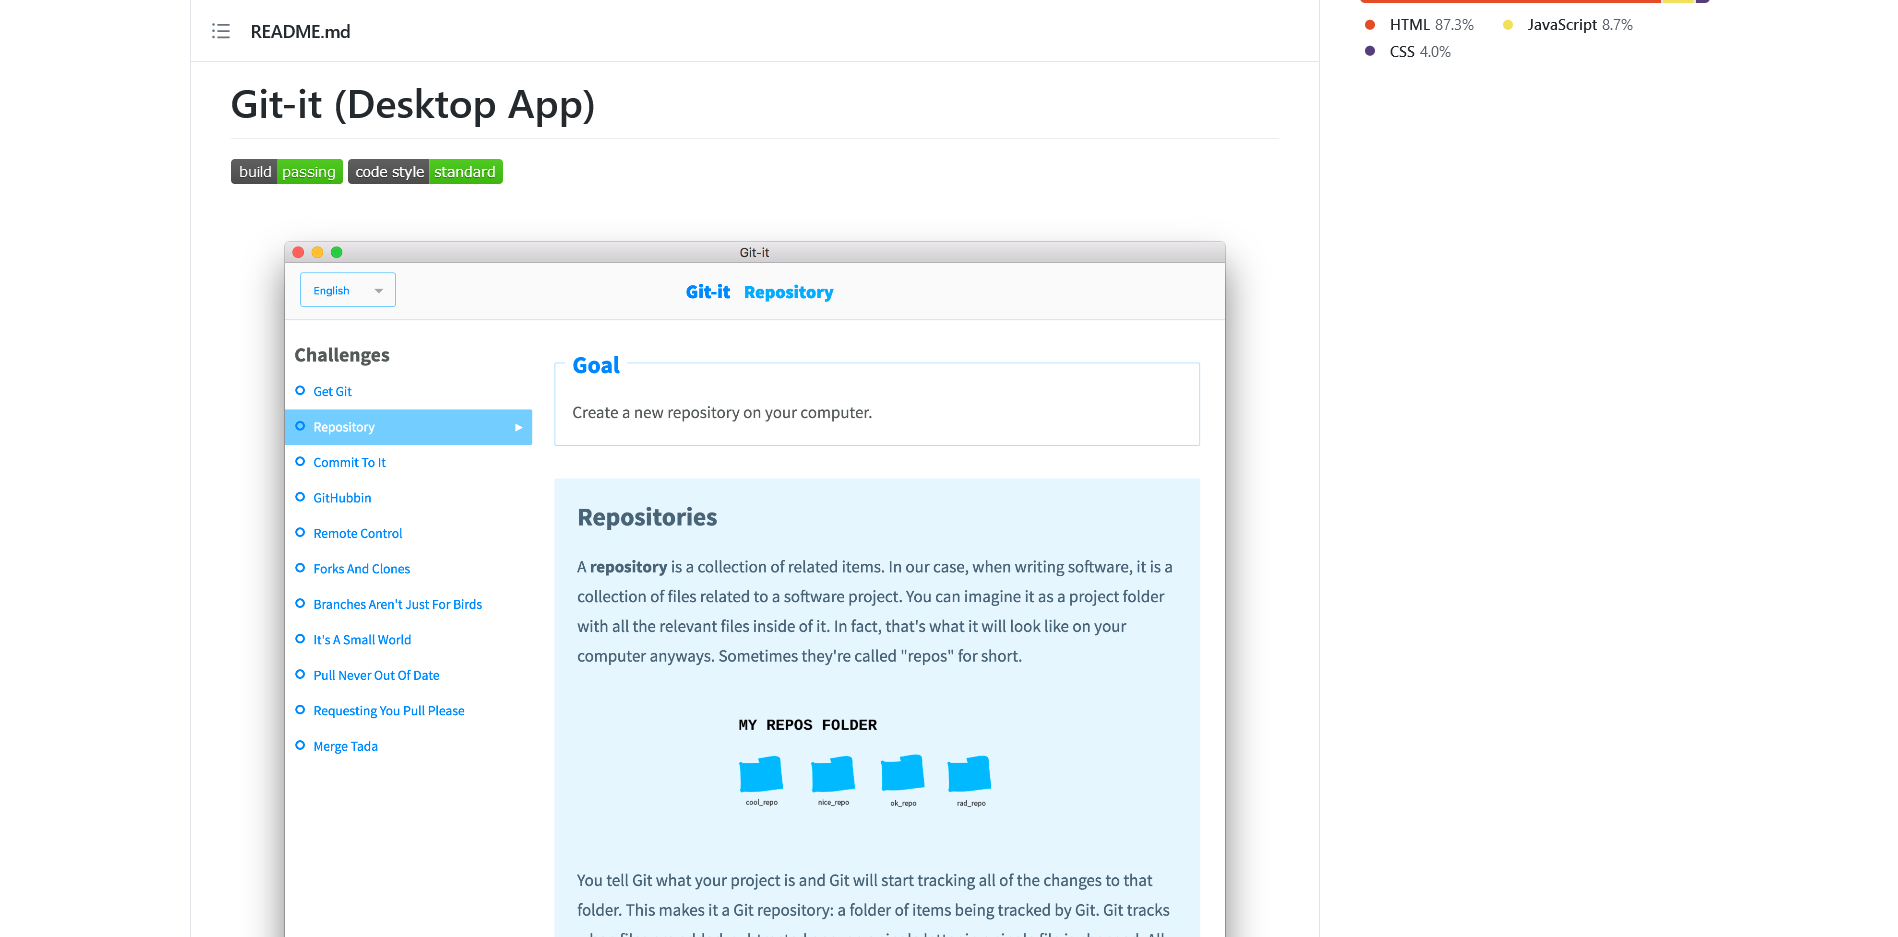 README.md
HTML 87.3%
JavaScript 8.7%
CSS 4.0%
Git-it (Desktop App)
build passing
code style standard
Git-it
English
Git-it Repository
Challenges
Get Git
Repository
Commit To It
GitHubbin
Remote Control
Forks And Clones
Branches Aren't Just For Birds
It's A Small World
Pull Never Out Of Date
Requesting You Pull Please
Merge Tada
Goal
Create a new repository on your computer.
Repositories
A repository is a collection of related items. In our case, when writing software, it is a
collection of files related to a software project. You can imagine it as a project folder
with all the relevant files inside of it. In fact, that's what it will look like on your
computer anyways. Sometimes they're called "repos" for short.
MY REPOS FOLDER
cool_repo
nice_repo
ok_repo
rad_repo
You tell Git what your project is and Git will start tracking all of the changes to that
folder. This makes it a Git repository: a folder of items being tracked by Git. Git tracks